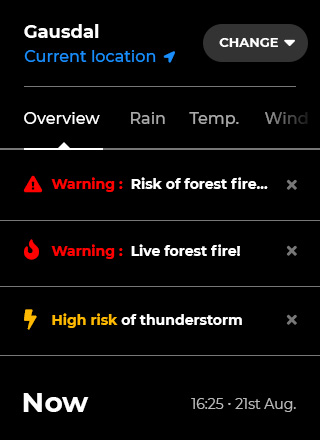 Gausdal
Current location
CHANGE
Overview Rain Temp. Wind
Warning : Risk of forest fire...
Warning : Live forest fire!
High risk of thunderstorm
Now 16:25 • 21st Aug.